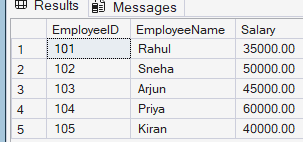 Results Messages
EmployeeID EmployeeName Salary
1 101 Rahul 35000.00
2 102 Sneha 50000.00
3 103 Arjun 45000.00
4 104 Priya 60000.00
5 105 Kiran 40000.00